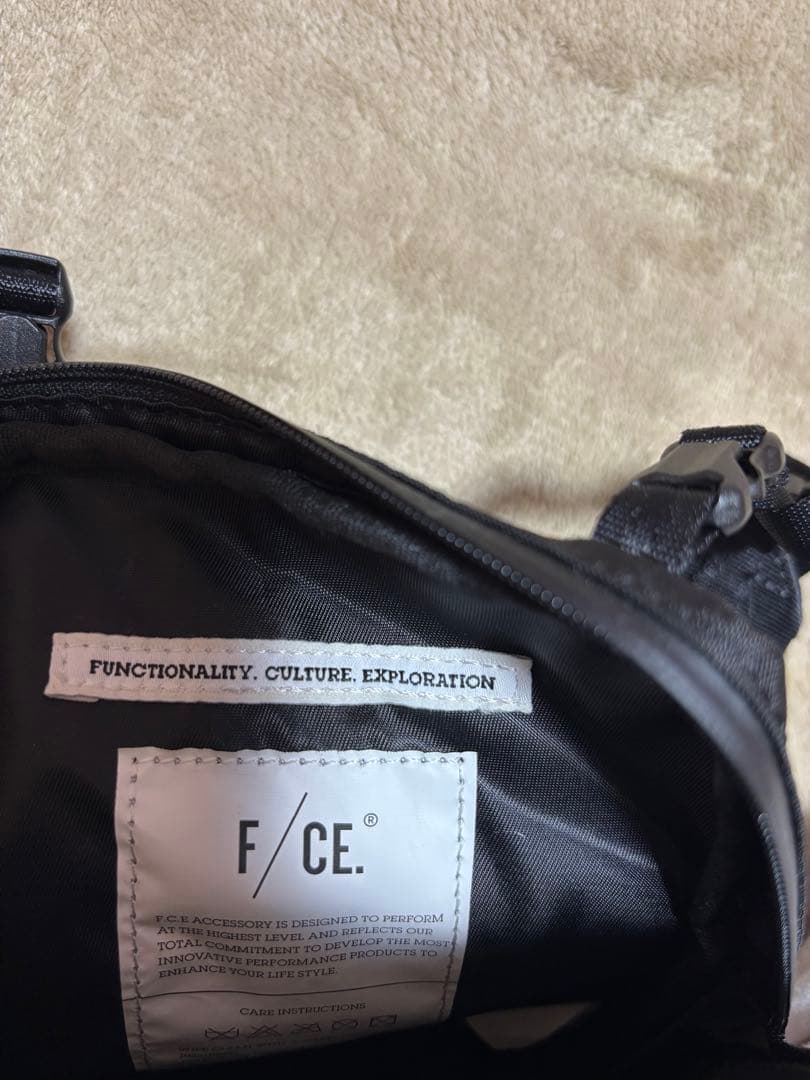 FUNCTIONALITY. CULTURE. EXPLORATION
F/CE.®
F.C.E ACCESSORY IS DESIGNED TO PERFORM
AT THE HIGHEST LEVEL AND REFLECTS OUR
TOTAL COMMITMENT TO DEVELOP THE MOST
INNOVATIVE PERFORMANCE PRODUCTS TO
ENHANCE YOUR LIFE STYLE.
CARE INSTRUCTIONS